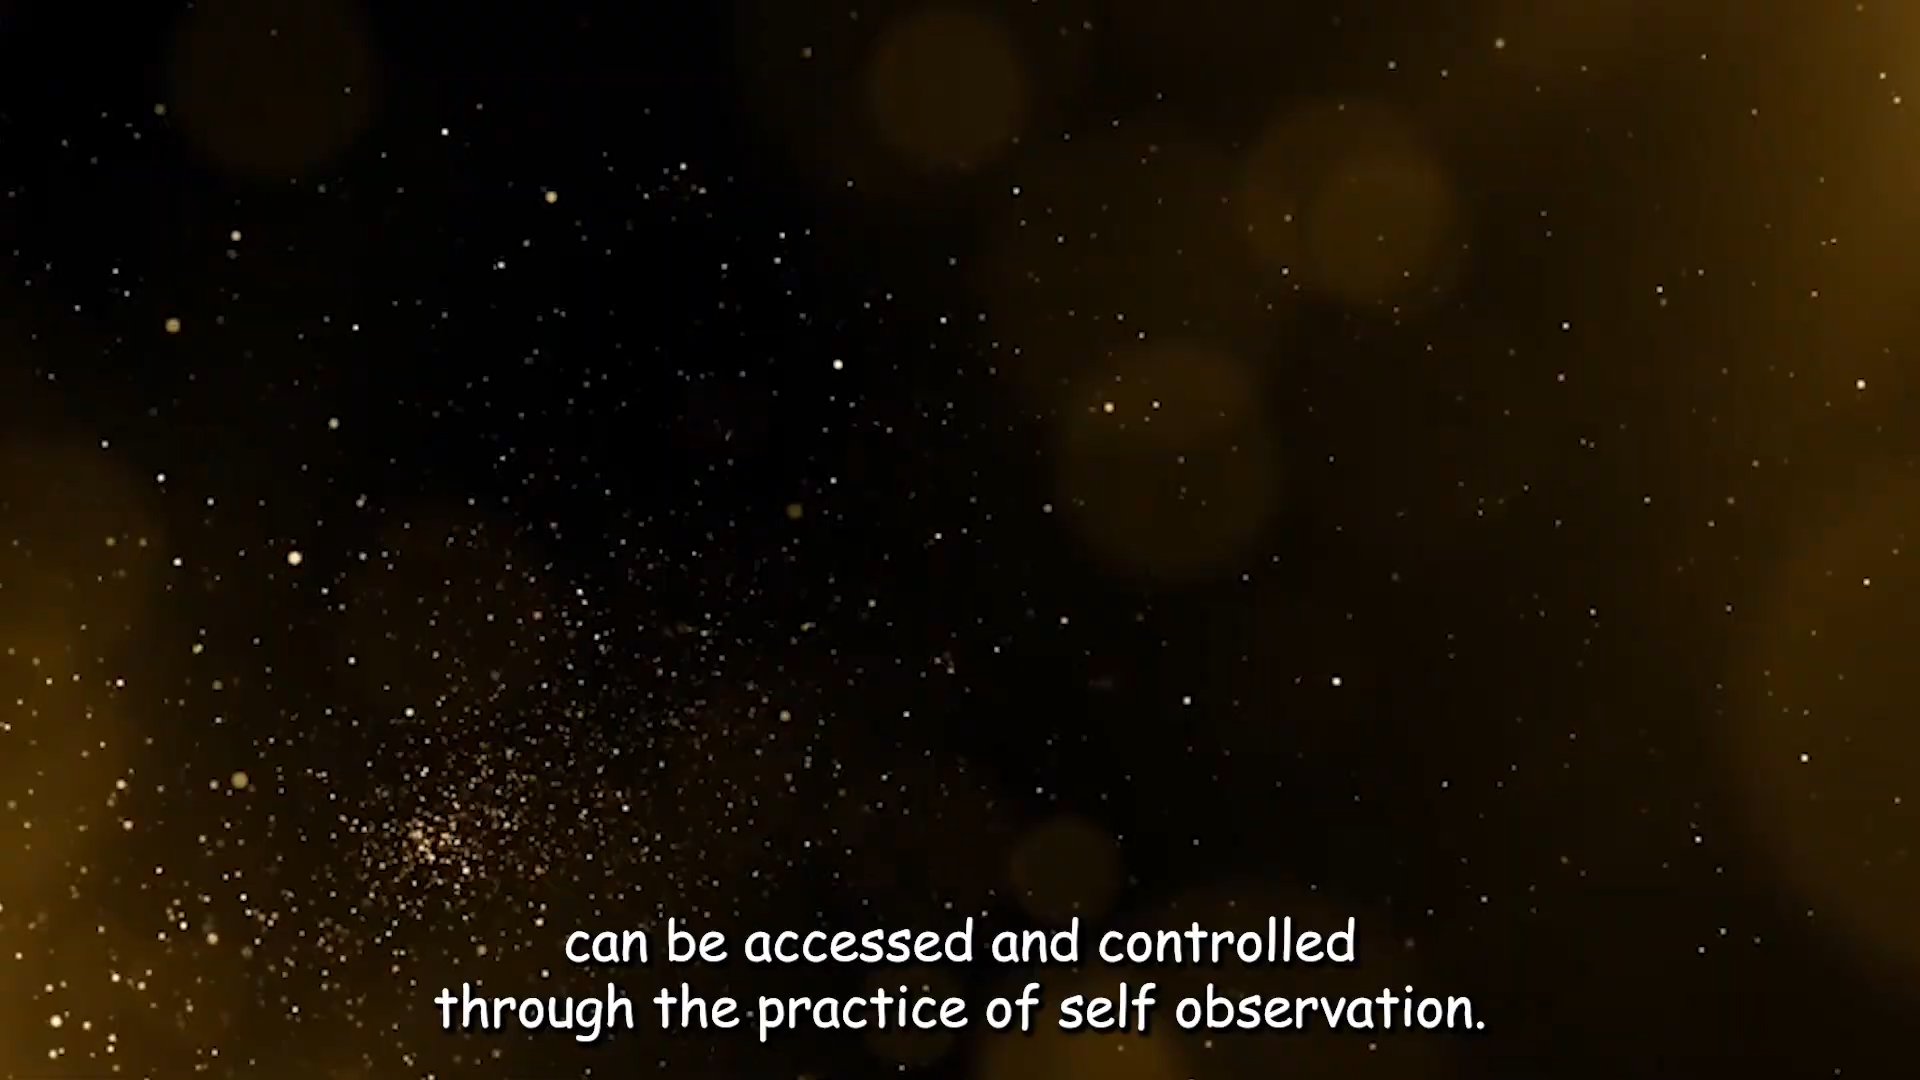 can be accessed and controlled
through the practice of self observation.